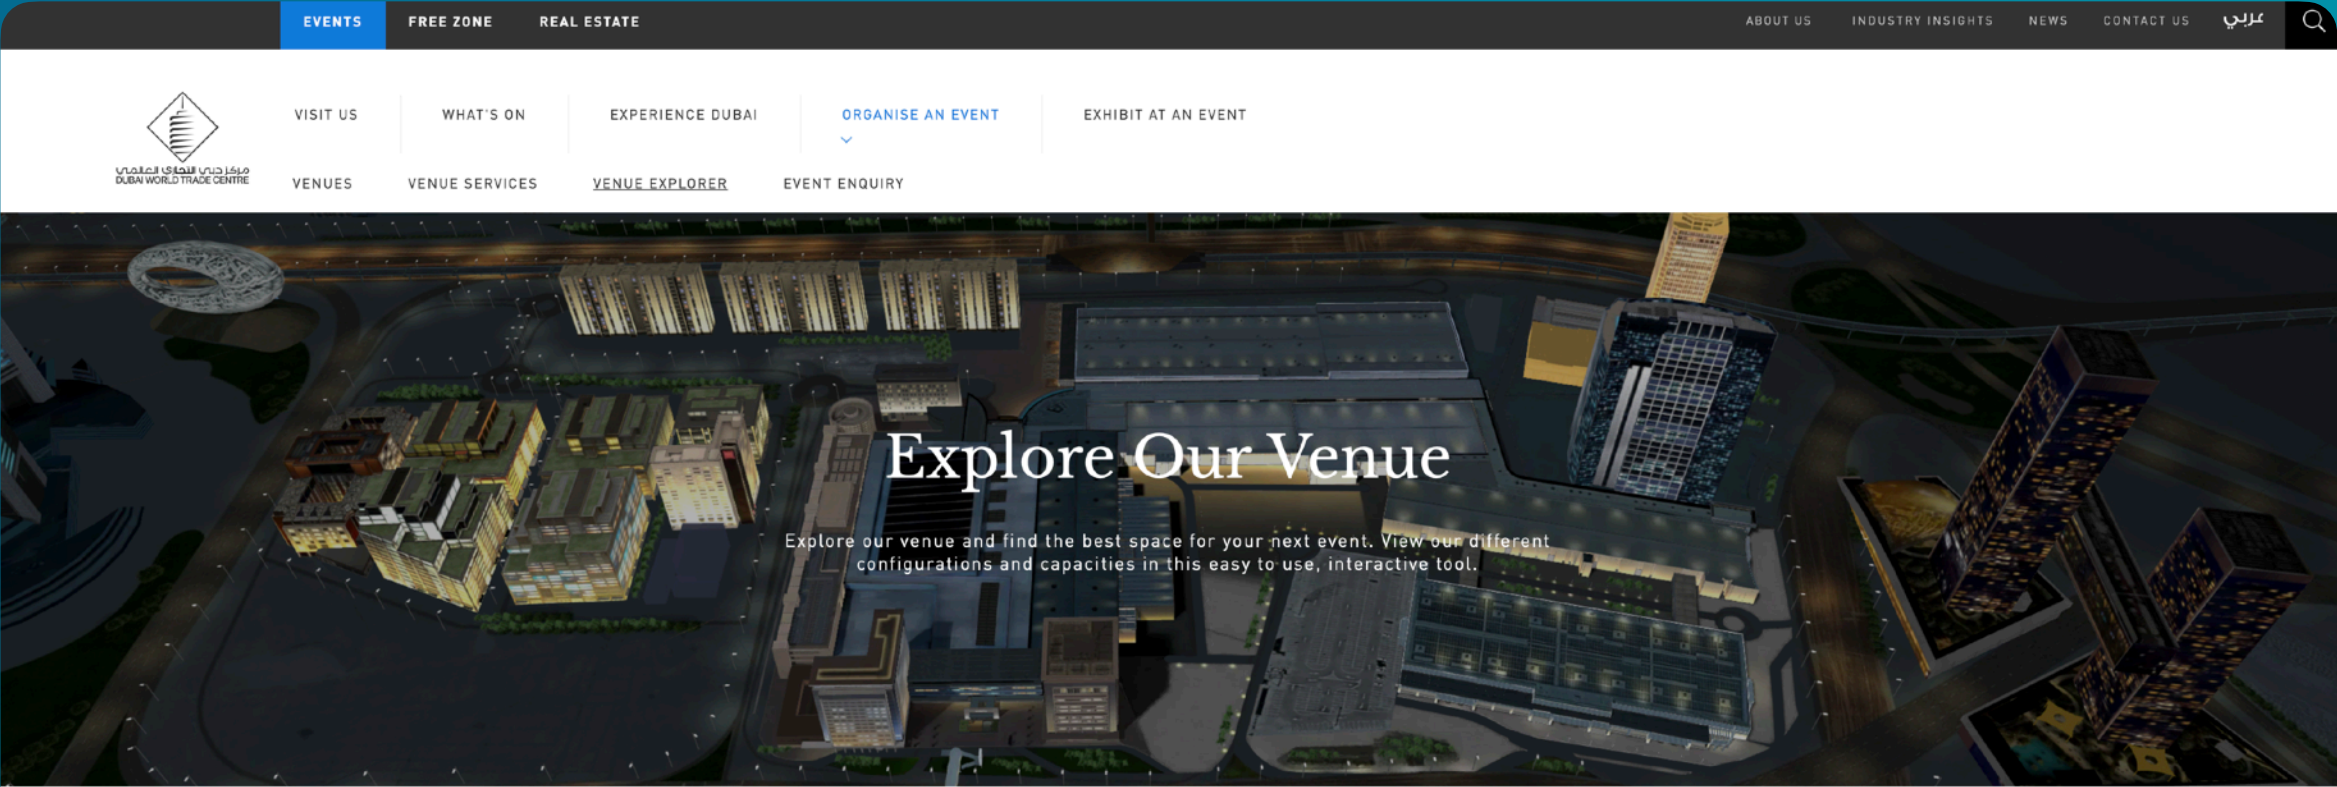 EVENTS FREE ZONE REAL ESTATE ABOUT US INDUSTRY INSIGHTS NEWS CONTACT US عربي
VISIT US WHAT'S ON EXPERIENCE DUBAI ORGANISE AN EVENT EXHIBIT AT AN EVENT
مركز دبي التجاري العالمي
DUBAI WORLD TRADE CENTRE
VENUES VENUE SERVICES VENUE EXPLORER EVENT ENQUIRY
Explore Our Venue
Explore our venue and find the best space for your next event. View our different
configurations and capacities in this easy to use, interactive tool.